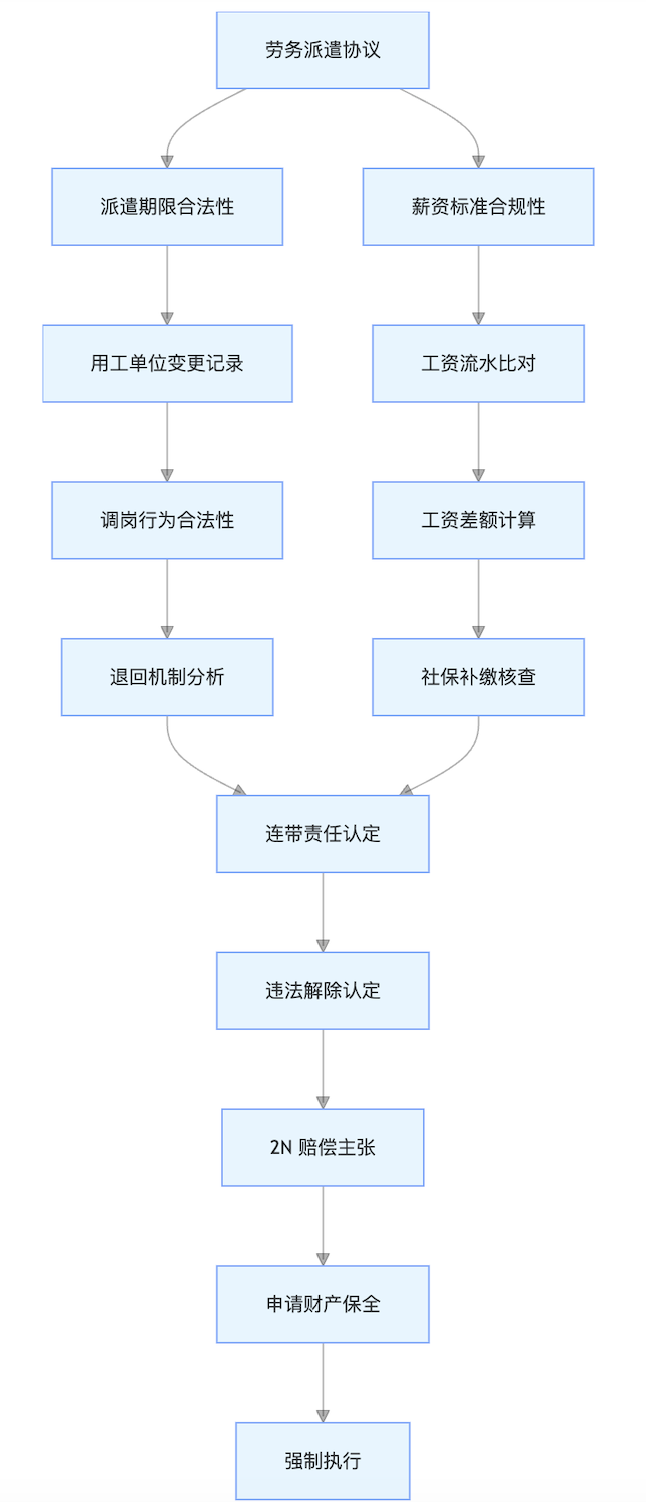 劳务派遣协议
派遣期限合法性
薪资标准合规性
用工单位变更记录
工资流水比对
调岗行为合法性
工资差额计算
退回机制分析
社保补缴核查
连带责任认定
违法解除认定
2N 赔偿主张
申请财产保全
强制执行